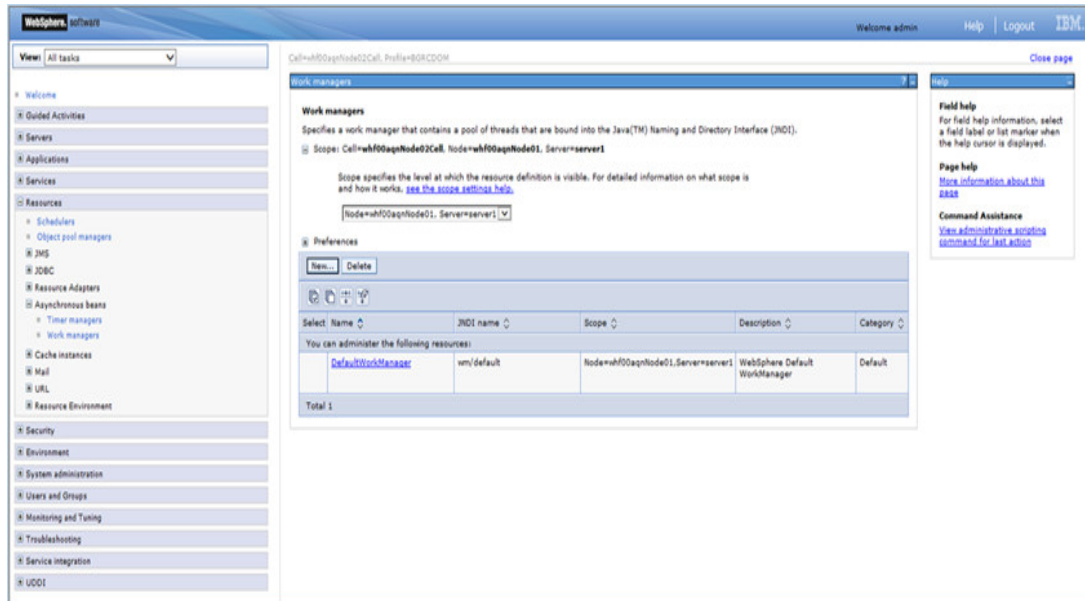 WebSphere. software
Welcome admin
Help | Logout
IBM.
View: All tasks
Cell=whf00aqnNode02Cell, Profile=BGRCDOM
Close page
Welcome
Guided Activities
Servers
Applications
Services
Resources
Schedulers
Object pool managers
JMS
JDBC
Resource Adapters
Asynchronous beans
Timer managers
Work managers
Cache instances
Mail
URL
Resource Environment
Security
Environment
System administration
Users and Groups
Monitoring and Tuning
Troubleshooting
Service integration
UDDI
Work managers
? -
Work managers
Specifies a work manager that contains a pool of threads that are bound into the Java(TM) Naming and Directory Interface (JNDI).
Scope: Cell=whf00aqnNode02Cell, Node=whf00aqnNode01, Server=server1
Scope specifies the level at which the resource definition is visible. For detailed information on what scope is
and how it works, see the scope settings help.
Node=whf00aqnNode01, Server=server1
Preferences
New... Delete
Select Name JNDI name Scope Description Category
You can administer the following resources:
DefaultWorkManager wm/default Node=whf00aqnNode01,Server=server1 WebSphere Default Default
WorkManager
Total 1
Help
Field help
For field help information, select
a field label or list marker when
the help cursor is displayed.
Page help
More information about this
page
Command Assistance
View administrative scripting
command for last action